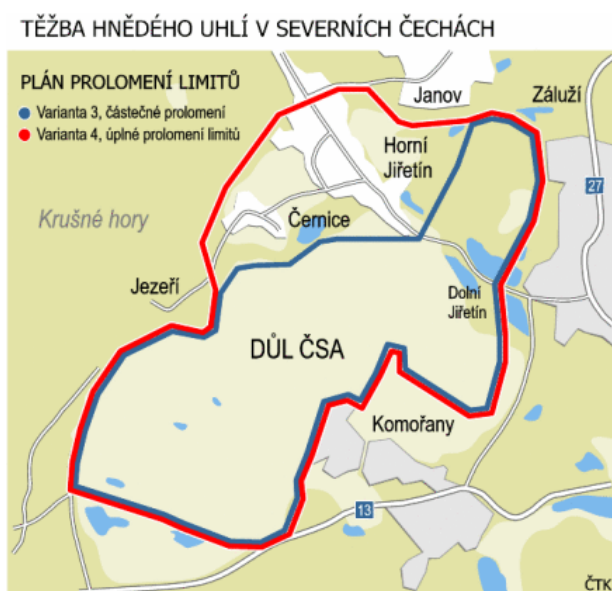 TĚŽBA HNĚDÉHO UHLÍ V SEVERNÍCH ČECHÁCH
PLÁN PROLOMENÍ LIMITŮ
Varianta 3, částečné prolomení
Varianta 4, úplné prolomení limitů
Janov
Záluží
Horní
Jiřetín
27
Krušné hory
Černice
Jezeří
Dolní
Jiřetín
DŮL ČSA
Komořany
13
ČTK